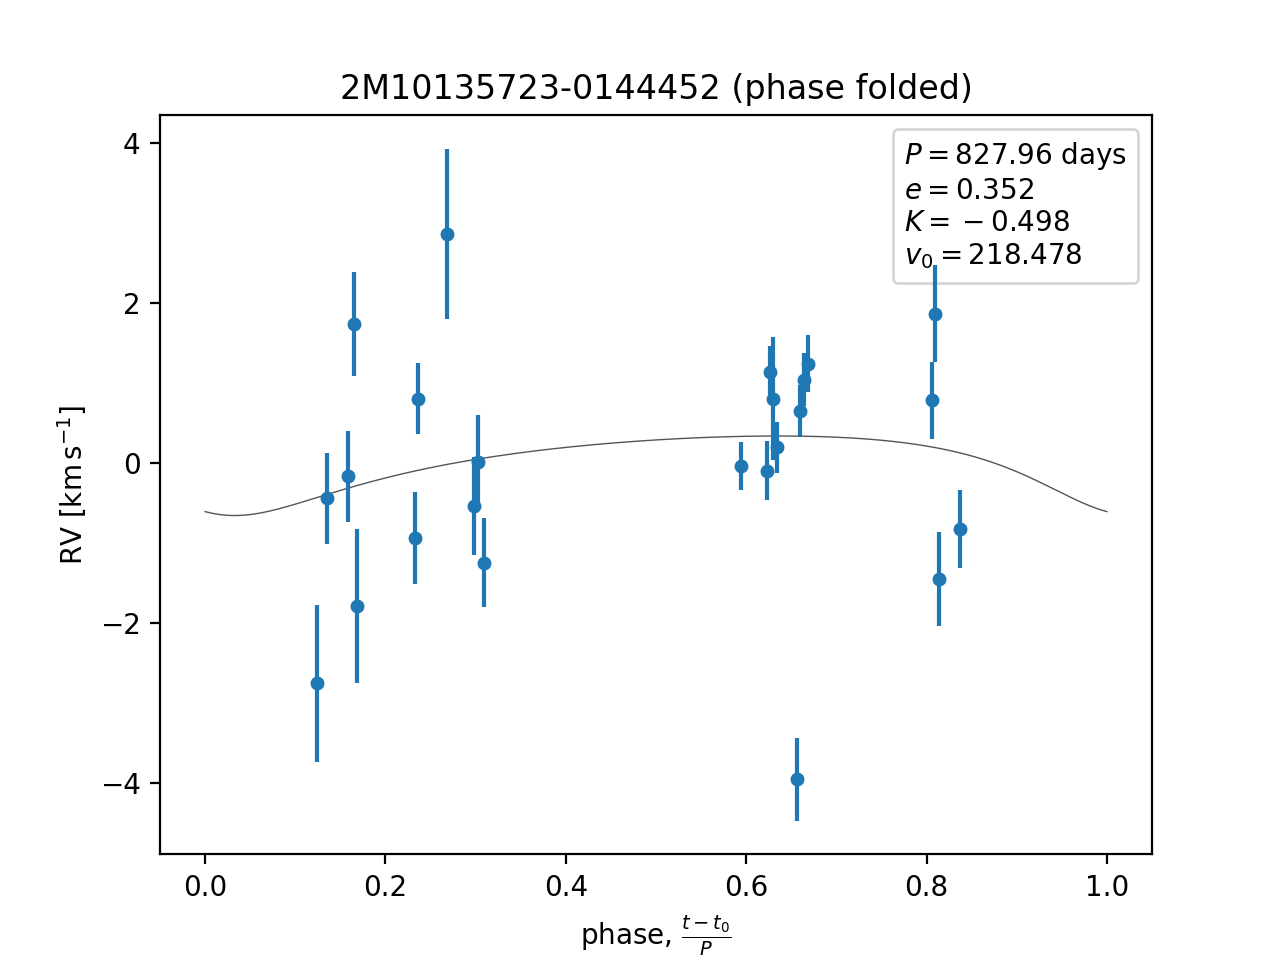 2M10135723-0144452 (phase folded)
P = 827.96 days
e = 0.352
K = −0.498
v₀ = 218.478
RV [km s⁻¹]
4
2
0
−2
−4
0.0 0.2 0.4 0.6 0.8 1.0
phase, (t − t₀)/P